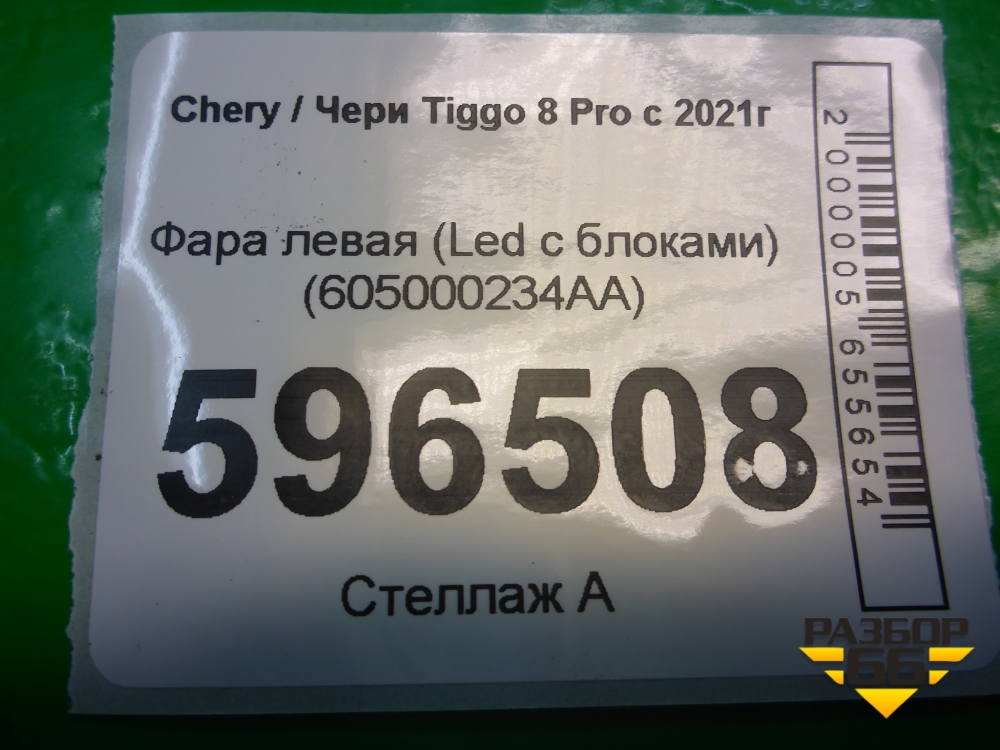 Chery / Чери Tiggo 8 Pro с 2021г
Фара левая (Led с блоками)
(605000234AA)
596508
Стеллаж А
2000005655654
РАЗБОР
66